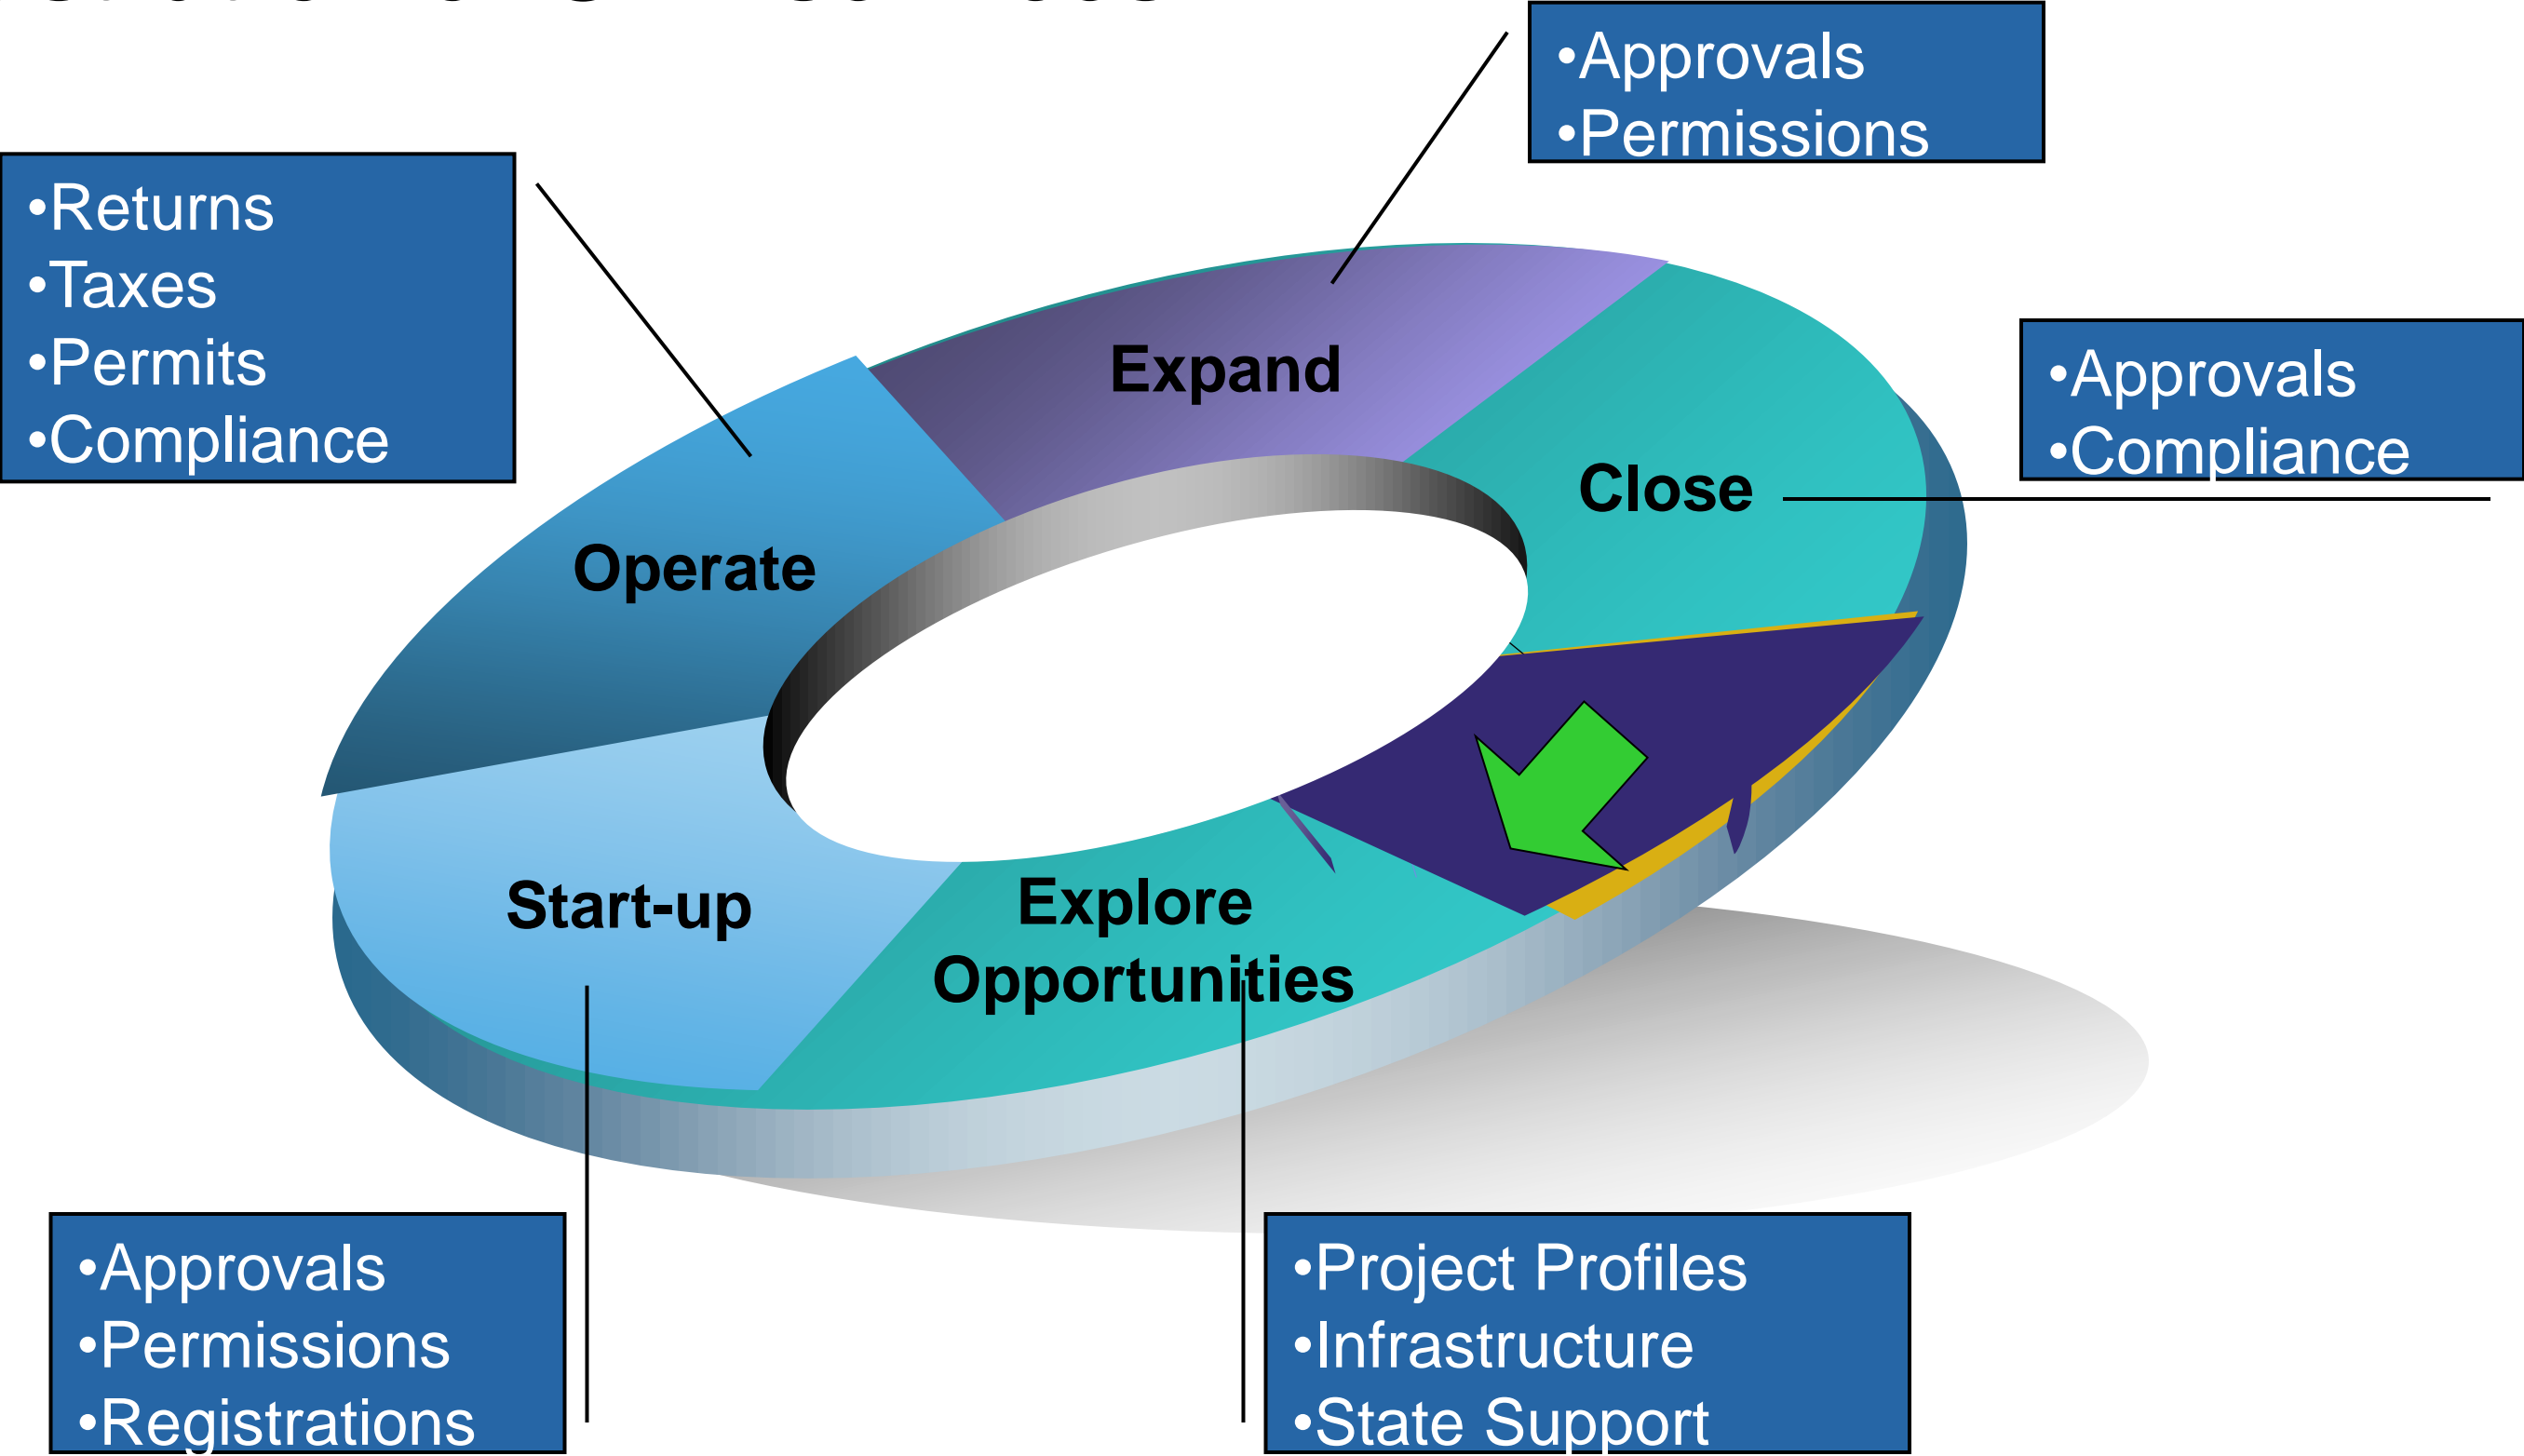 •Approvals
•Permissions
•Returns
•Taxes
•Permits
•Compliance
Expand
•Approvals
•Compliance
Close
Operate
Start-up
Explore
Opportunities
•Approvals
•Permissions
•Registrations
•Project Profiles
•Infrastructure
•State Support